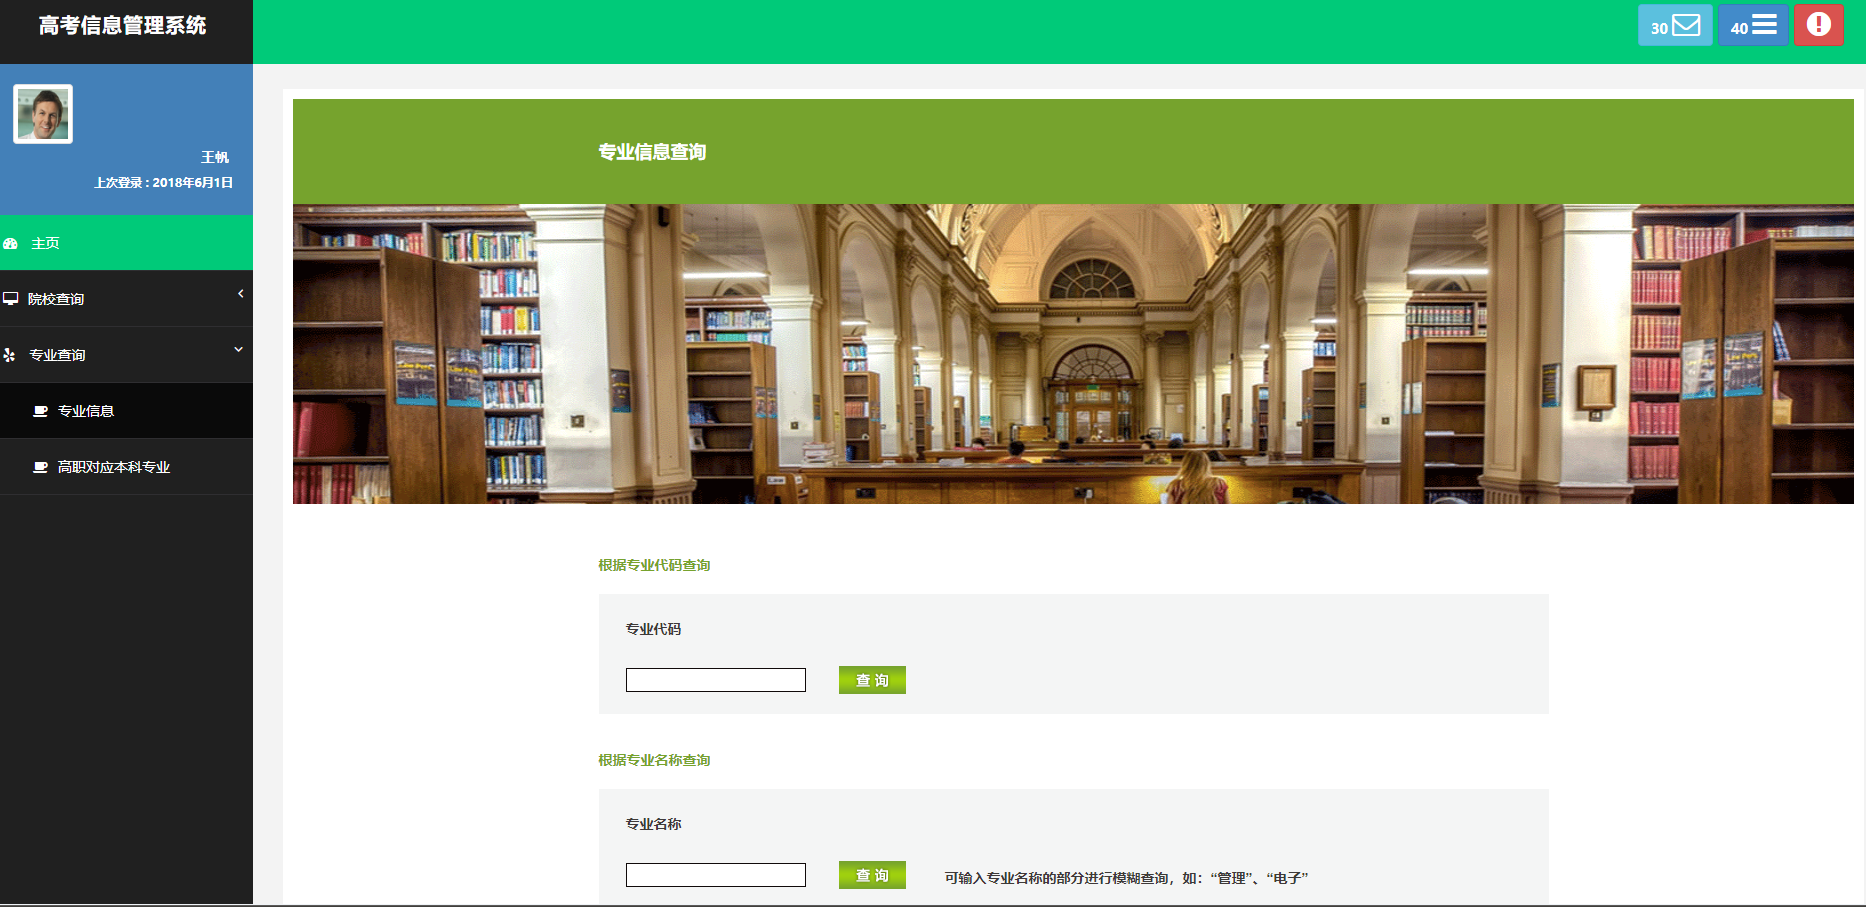 高考信息管理系统
30
40
王帆
上次登录 : 2018年6月1日
主页
院校查询
专业查询
专业信息
高职对应本科专业
专业信息查询
根据专业代码查询
专业代码
查 询
根据专业名称查询
专业名称
查 询
可输入专业名称的部分进行模糊查询，如：“管理”、“电子”